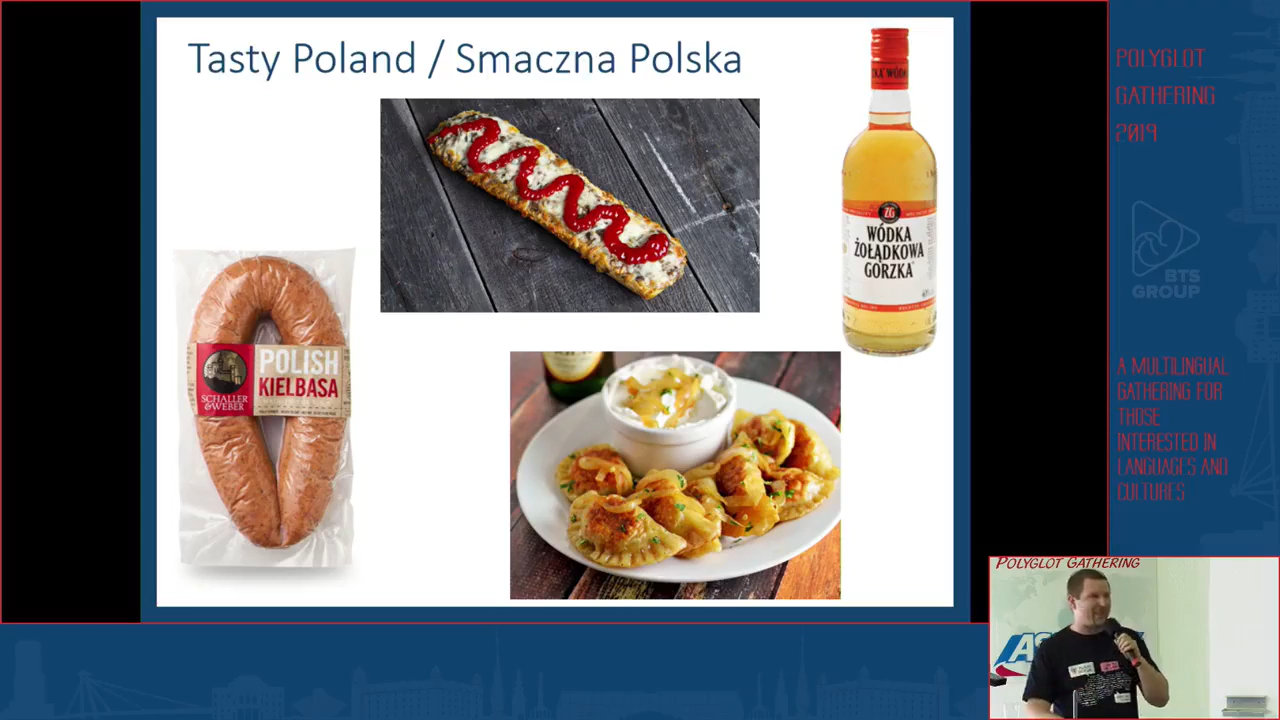 Tasty Poland / Smaczna Polska
ZG
WÓDKA
ŻOŁĄDKOWA
GORZKA
POLISH
KIELBASA
SCHALLER
& WEBER
POLYGLOT
GATHERING
2019
BTS
GROUP
A MULTILINGUAL
GATHERING FOR
THOSE
INTERESTED IN
LANGUAGES AND
CULTURES
POLYGLOT GATHERING